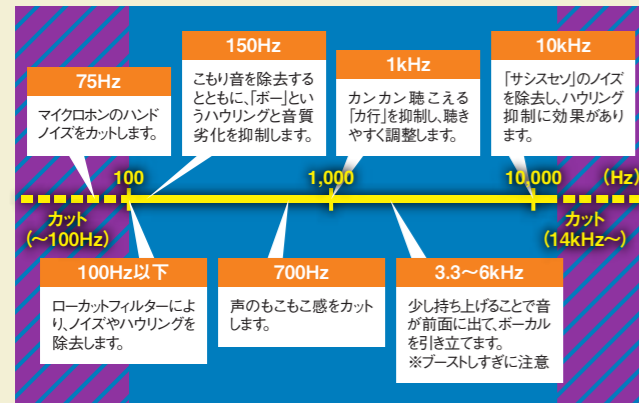 75Hz
マイクロホンのハンド
ノイズをカットします。
150Hz
こもり音を除去する
とともに、「ボー」とい
うハウリングと音質
劣化を抑制します。
1kHz
カンカン聴こえる
「カ行」を抑制し、聴き
やすく調整します。
10kHz
「サシスセソ」のノイズ
を除去し、ハウリング
抑制に効果があり
ます。
100 1,000 10,000 (Hz)
カット
(〜100Hz)
カット
(14kHz〜)
100Hz以下
ローカットフィルターによ
り、ノイズやハウリングを
除去します。
700Hz
声のもこもこ感をカット
します。
3.3〜6kHz
少し持ち上げることで音
が前面に出て、ボーカル
を引き立てます。
※ブーストしすぎに注意